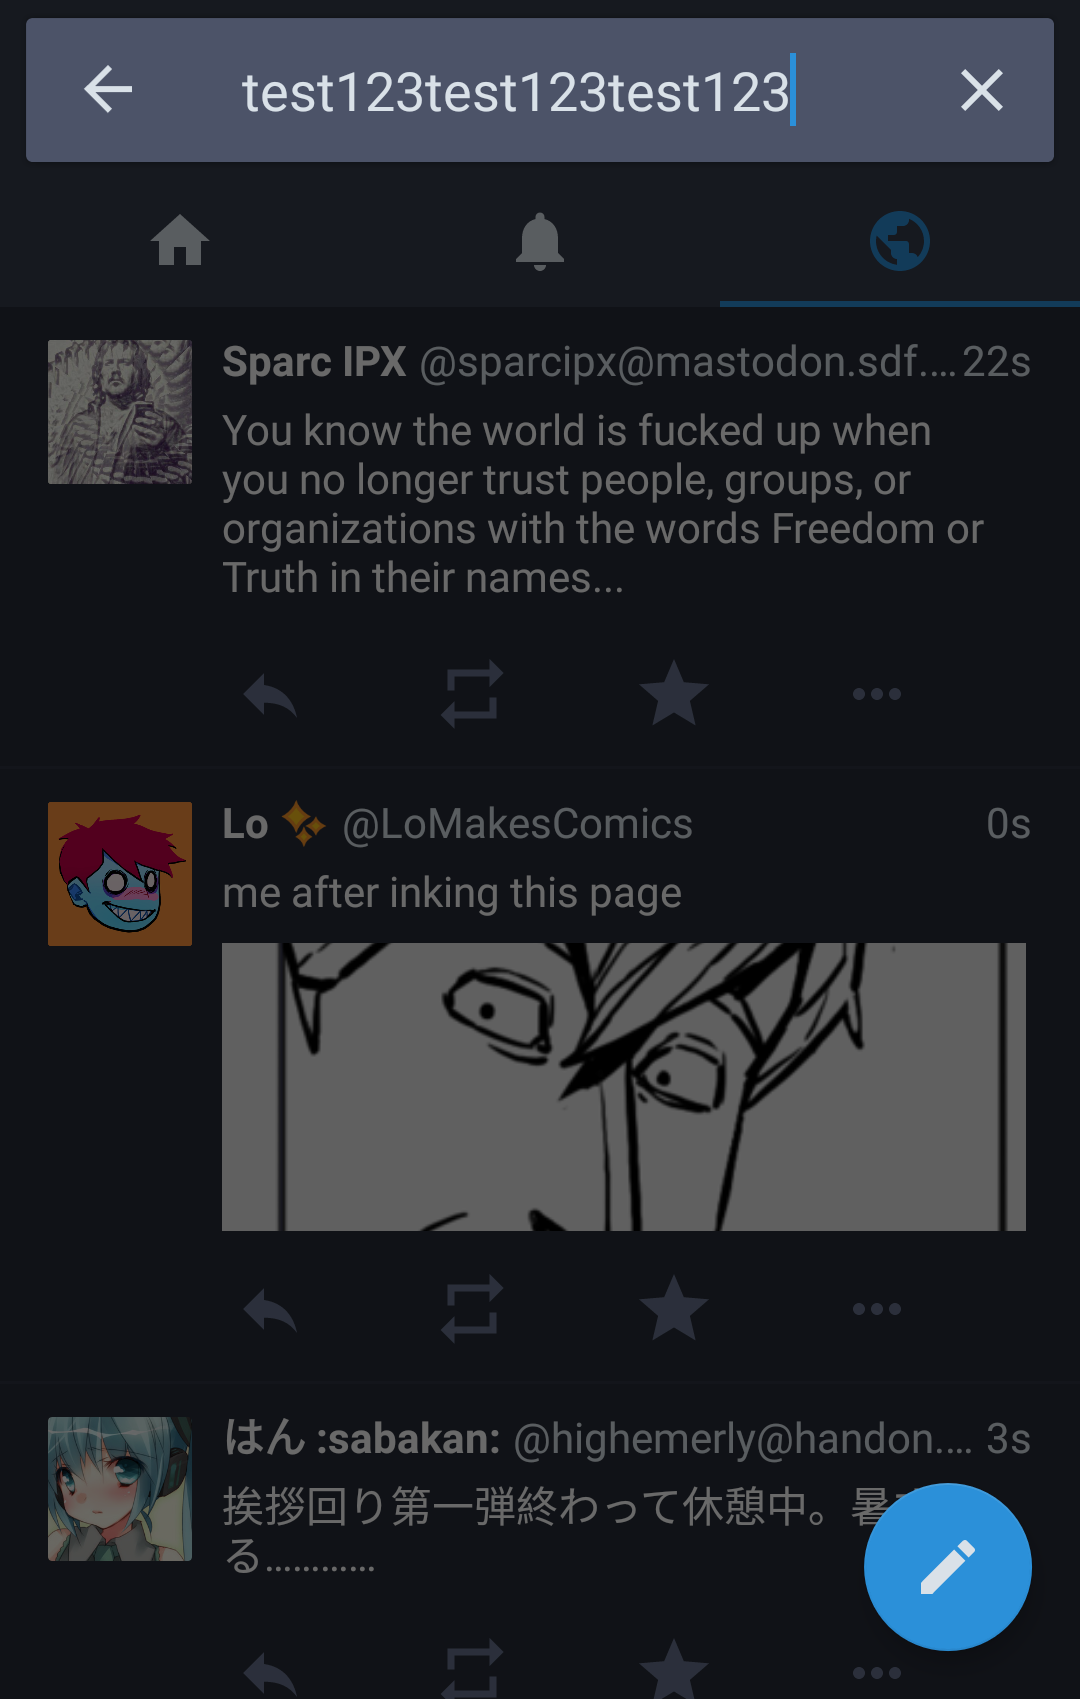 test123test123test123
Sparc IPX @sparcipx@mastodon.sdf.... 22s
You know the world is fucked up when
you no longer trust people, groups, or
organizations with the words Freedom or
Truth in their names...
Lo ✨ @LoMakesComics 0s
me after inking this page
はん :sabakan: @highemerly@handon.... 3s
挨拶回り第一弾終わって休憩中。暑
る…………